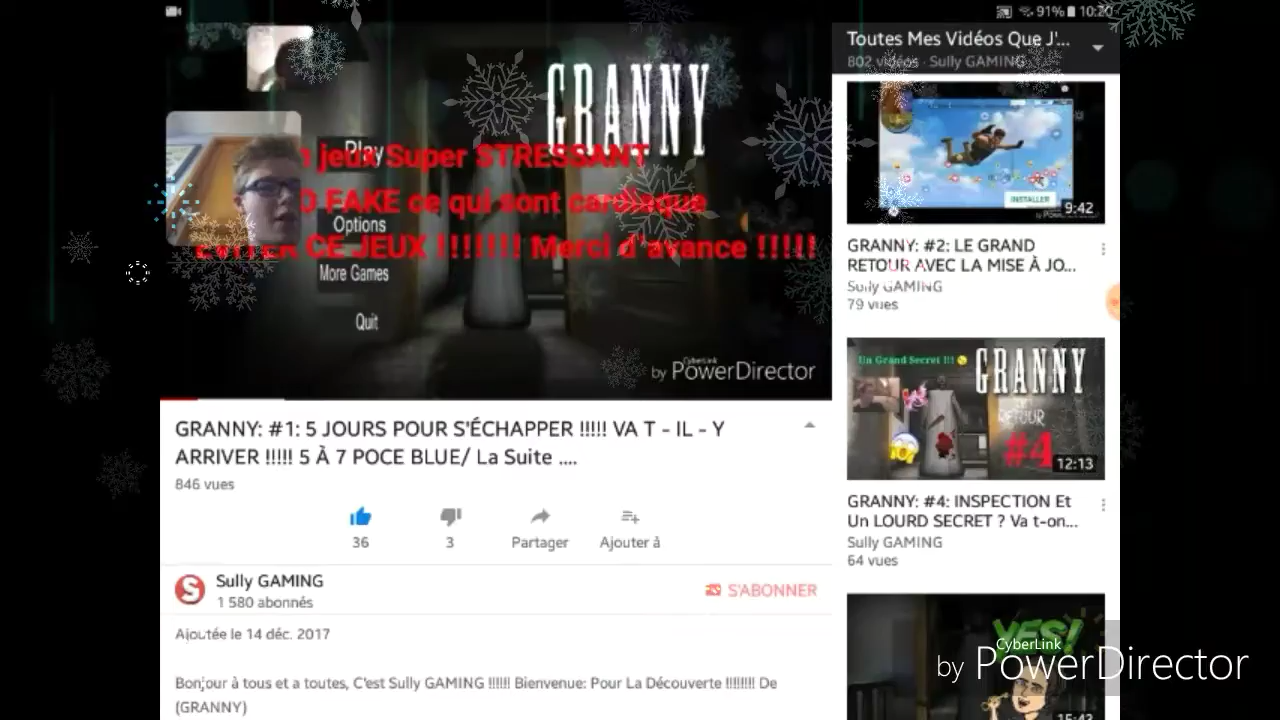 91% 10:20
GRANNY
jeux Super STRESSANT
Play
FAKE ce qui sont cardiaque
Options
CE JEUX !!!!!!! Merci d'avance !!!!!
More Games
Quit
CyberLink
by PowerDirector
GRANNY: #1: 5 JOURS POUR S'ÉCHAPPER !!!!! VA T - IL - Y
ARRIVER !!!!! 5 À 7 POCE BLUE/ La Suite ....
846 vues
36
3
Partager
Ajouter à
Sully GAMING
1 580 abonnés
S'ABONNER
Ajoutée le 14 déc. 2017
Bonjour à tous et a toutes, C'est Sully GAMING !!!!!! Bienvenue: Pour La Découverte !!!!!!!! De
(GRANNY)
Toutes Mes Vidéos Que J'...
802 vidéos · Sully GAMING
INSTALLER
9:42
GRANNY: #2: LE GRAND
RETOUR AVEC LA MISE À JO...
Sully GAMING
79 vues
Un Grand Secret !!!
GRANNY
RETOUR
#4
12:13
GRANNY: #4: INSPECTION Et
Un LOURD SECRET ? Va t-on...
Sully GAMING
64 vues
YES!
15:43
CyberLink
by PowerDirector